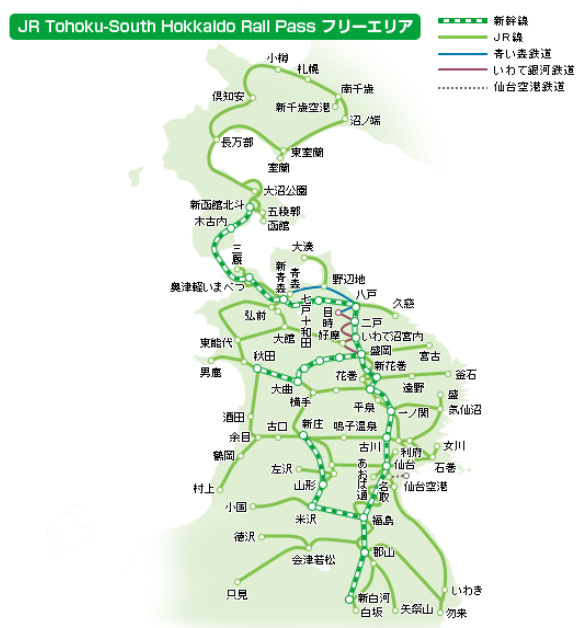 JR Tohoku-South Hokkaido Rail Pass フリーエリア
新幹線
JR線
青い森鉄道
いわて銀河鉄道
仙台空港鉄道
小樽
札幌
南千歳
倶知安
新千歳空港
沼ノ端
長万部
東室蘭
室蘭
大沼公園
新函館北斗
五稜郭
木古内
函館
三厩
大湊
新青森
青森
野辺地
奥津軽いまべつ
八戸
七戸十和田
久慈
目時
二戸
弘前
好摩
いわて沼宮内
大館
東能代
盛岡
宮古
秋田
新花巻
男鹿
花巻
釜石
大曲
遠野
盛
横手
平泉
一ノ関
気仙沼
酒田
新庄
古口
鳴子温泉
余目
古川
利府
女川
鶴岡
あおば通
仙台
石巻
左沢
名取
仙台空港
村上
山形
小国
米沢
福島
徳沢
郡山
会津若松
只見
いわき
新白河
白坂
矢祭山
勿来